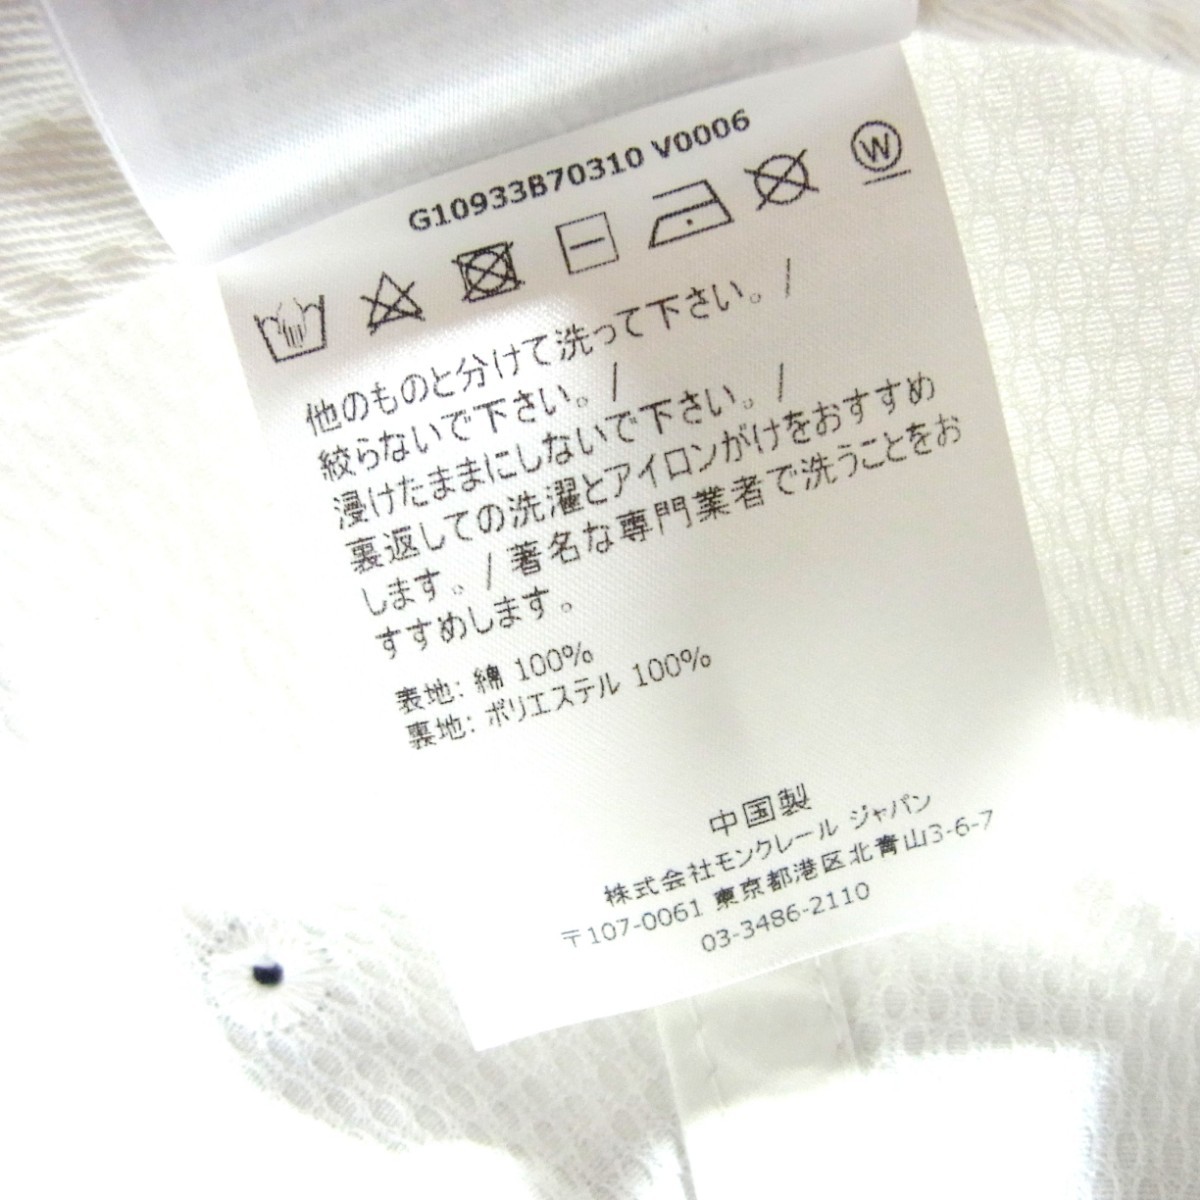 G10933B70310 V0006
W
他のものと分けて洗って下さい。 /
絞らないで下さい。 /
浸けたままにしないで下さい。 /
裏返しての洗濯とアイロンがけをおすすめ
します。 / 著名な専門業者で洗うことをお
すすめします。
表地: 綿 100%
裏地: ポリエステル 100%
中国製
株式会社モンクレール ジャパン
〒107-0061 東京都港区北青山3-6-7
03-3486-2110